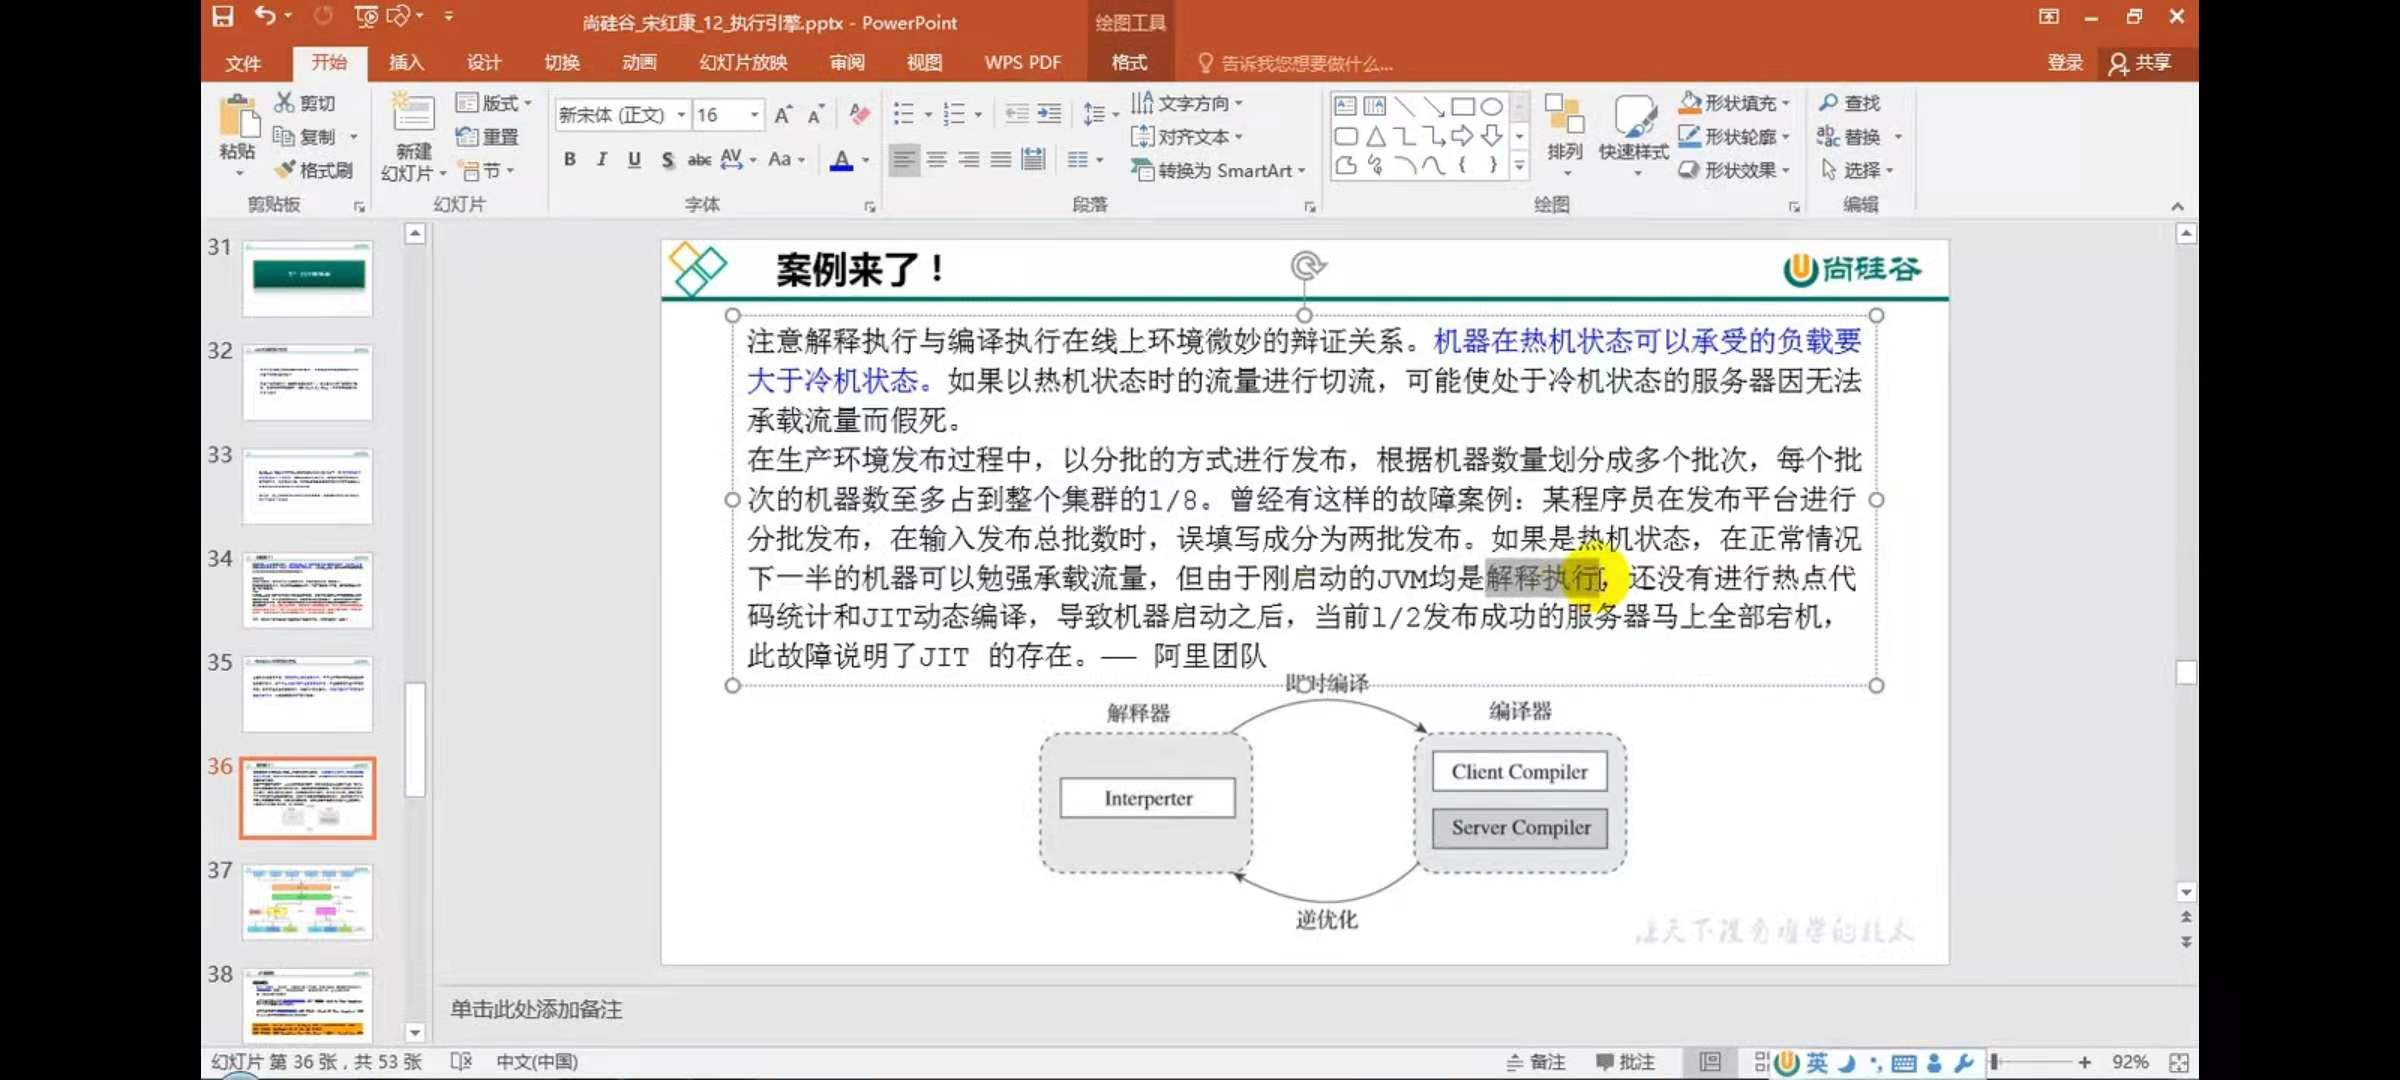 尚硅谷_宋红康_12_执行引擎.pptx - PowerPoint
绘图工具
文件 开始 插入 设计 切换 动画 幻灯片放映 审阅 视图 WPS PDF 格式 告诉我您想要做什么...
登录 共享
粘贴
剪切
复制
格式刷
剪贴板
新建
幻灯片
版式
重置
节
幻灯片
新宋体 (正文) 16
B I U S abc AV Aa A
字体
文字方向
对齐文本
转换为 SmartArt
段落
排列
快速样式
形状填充
形状轮廓
形状效果
绘图
查找
替换
选择
编辑
31
32
33
34
35
36
37
38
案例来了！
尚硅谷
注意解释执行与编译执行在线上环境微妙的辩证关系。机器在热机状态可以承受的负载要
大于冷机状态。如果以热机状态时的流量进行切流，可能使处于冷机状态的服务器因无法
承载流量而假死。
在生产环境发布过程中，以分批的方式进行发布，根据机器数量划分成多个批次，每个批
次的机器数至多占到整个集群的1/8。曾经有这样的故障案例：某程序员在发布平台进行
分批发布，在输入发布总批数时，误填写成分为两批发布。如果是热机状态，在正常情况
下一半的机器可以勉强承载流量，但由于刚启动的JVM均是解释执行，还没有进行热点代
码统计和JIT动态编译，导致机器启动之后，当前1/2发布成功的服务器马上全部宕机，
此故障说明了JIT 的存在。—— 阿里团队
即时编译
解释器
编译器
Interperter
Client Compiler
Server Compiler
逆优化
让天下没有难学的技术
单击此处添加备注
幻灯片 第 36 张，共 53 张
中文(中国)
备注
批注
英
92%